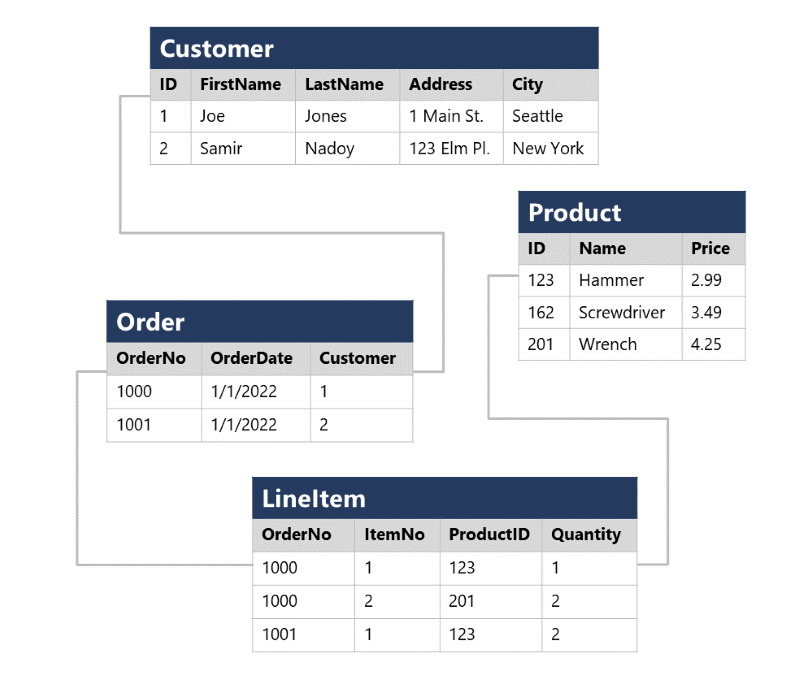 Customer
ID FirstName LastName Address City
1 Joe Jones 1 Main St. Seattle
2 Samir Nadoy 123 Elm Pl. New York
Product
ID Name Price
123 Hammer 2.99
162 Screwdriver 3.49
201 Wrench 4.25
Order
OrderNo OrderDate Customer
1000 1/1/2022 1
1001 1/1/2022 2
LineItem
OrderNo ItemNo ProductID Quantity
1000 1 123 1
1000 2 201 2
1001 1 123 2